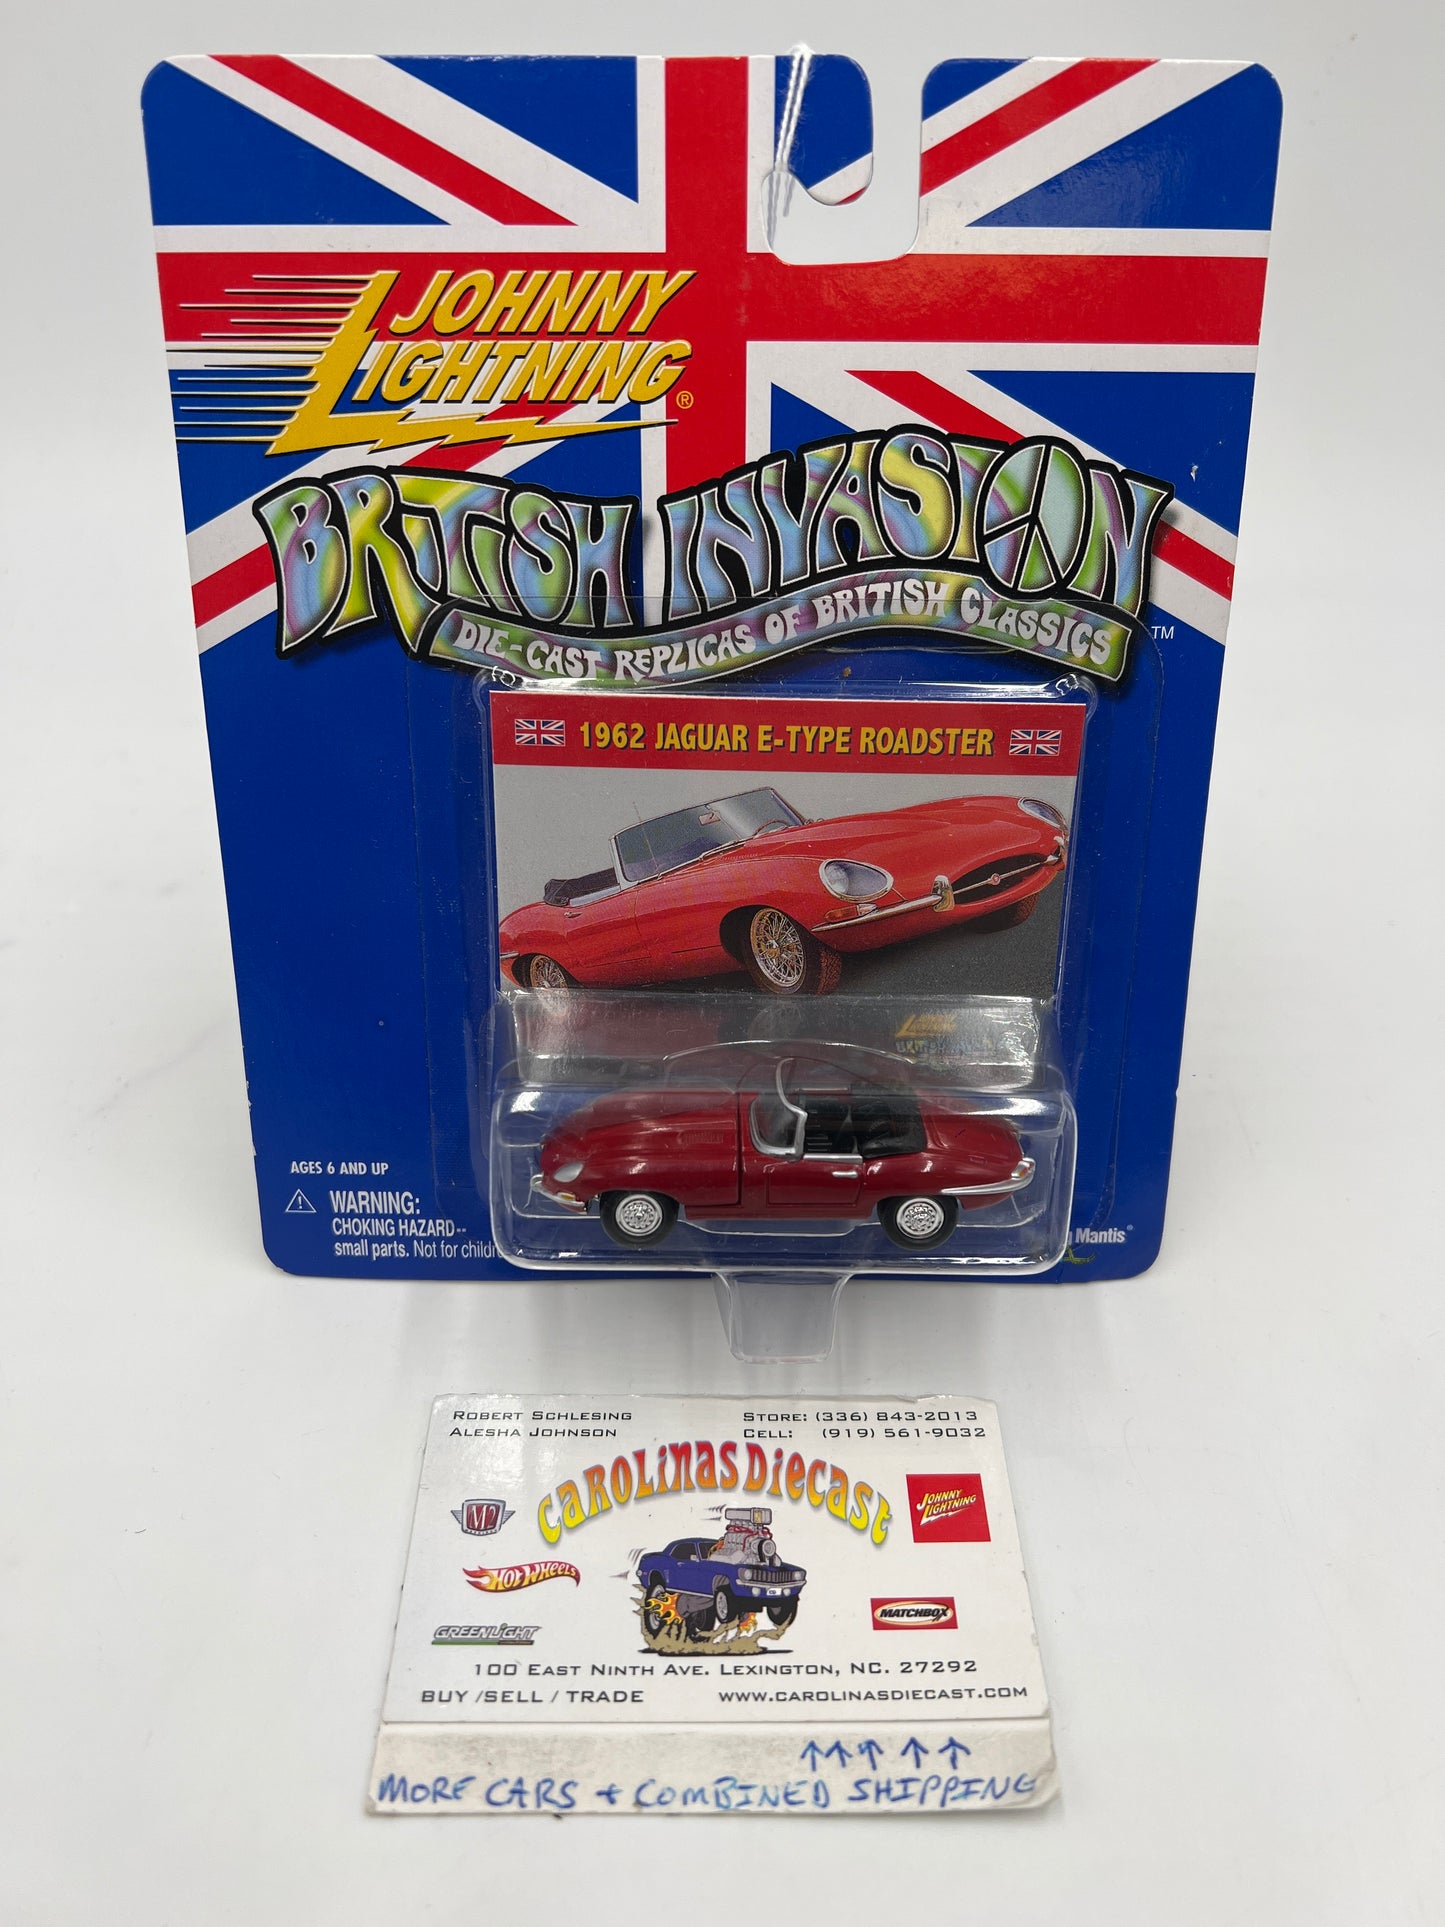 JOHNNY
LIGHTNING®
BRITISH INVASION
DIE-CAST REPLICAS OF BRITISH CLASSICS
TM
1962 JAGUAR E-TYPE ROADSTER
AGES 6 AND UP
WARNING:
CHOKING HAZARD--
small parts. Not for
Mantis®
ROBERT SCHLESING STORE: (336) 843-2013
ALESHA JOHNSON CELL: (919) 561-9032
CAROLINAS DIECAST
M2
JOHNNY
LIGHTNING
HOT WHEELS
GREENLIGHT
MATCHBOX
100 EAST NINTH AVE. LEXINGTON, NC. 27292
BUY /SELL / TRADE WWW.CAROLINASDIECAST.COM
↑↑↑ ↑ ↑
MORE CARS + COMBINED SHIPPING